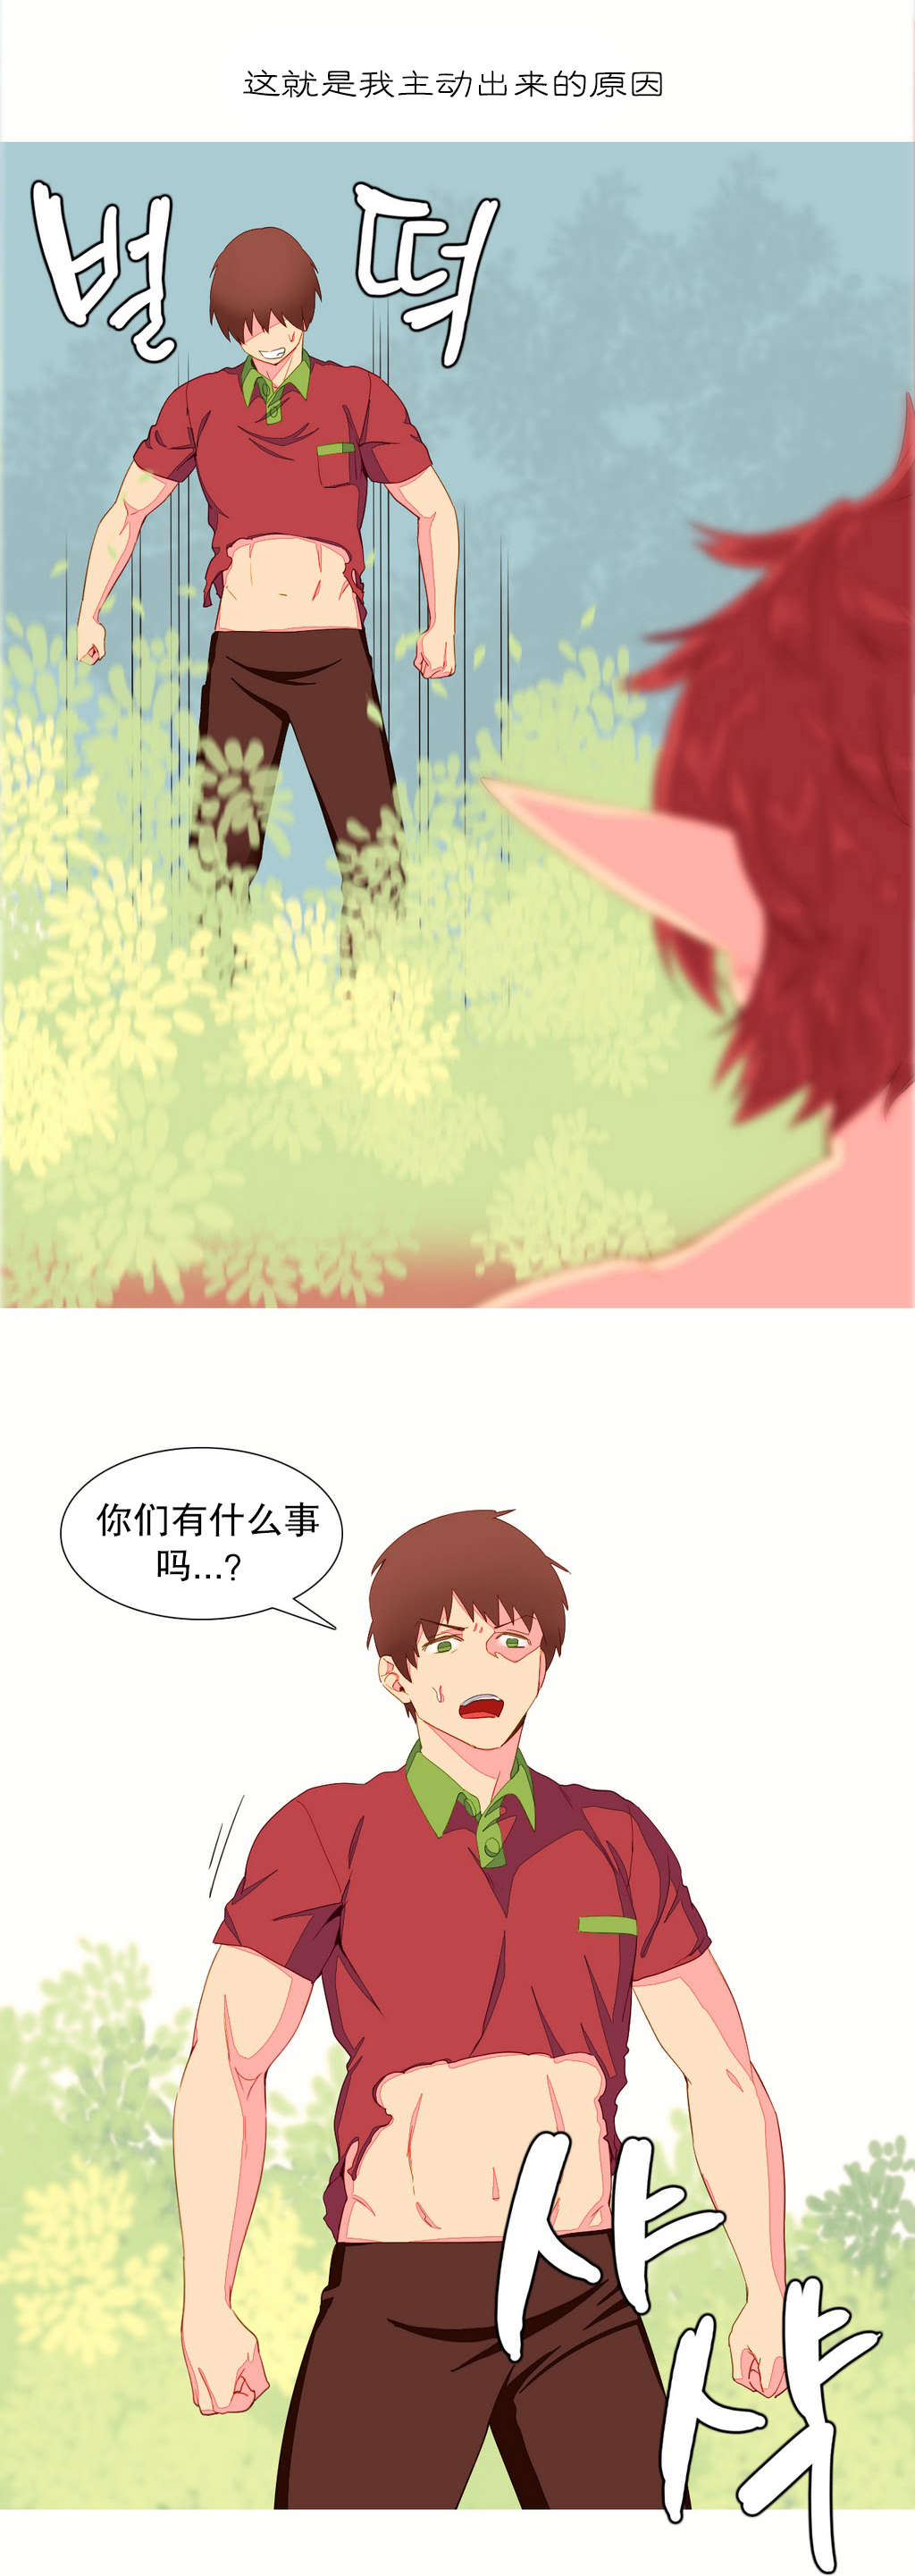 这就是我主动出来的原因
벌떡
你们有什么事
吗...?
샤샥